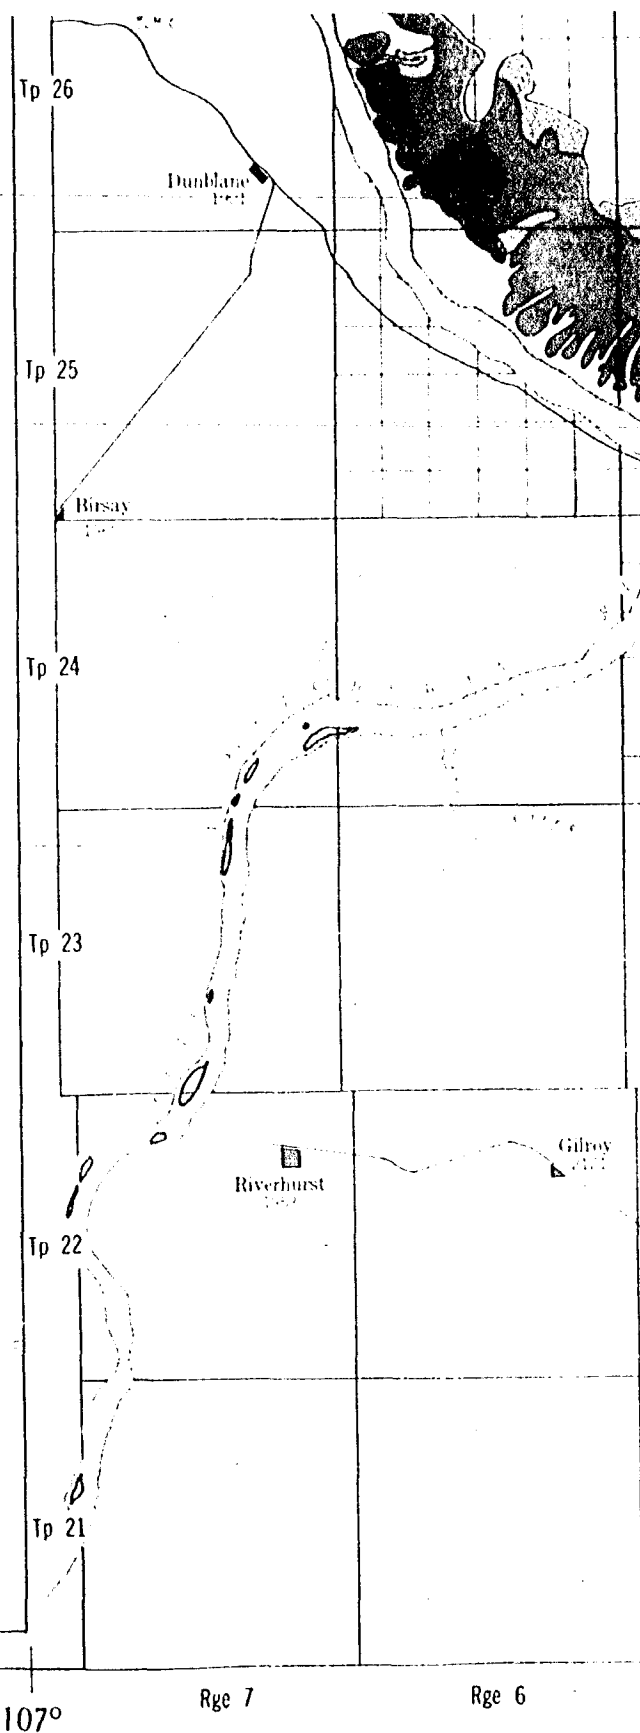 Tp 26
Dunblane
Tp 25
Birsay
Tp 24
Tp 23
Gilroy
Riverhurst
Tp 22
Tp 21
Rge 7
Rge 6
107°